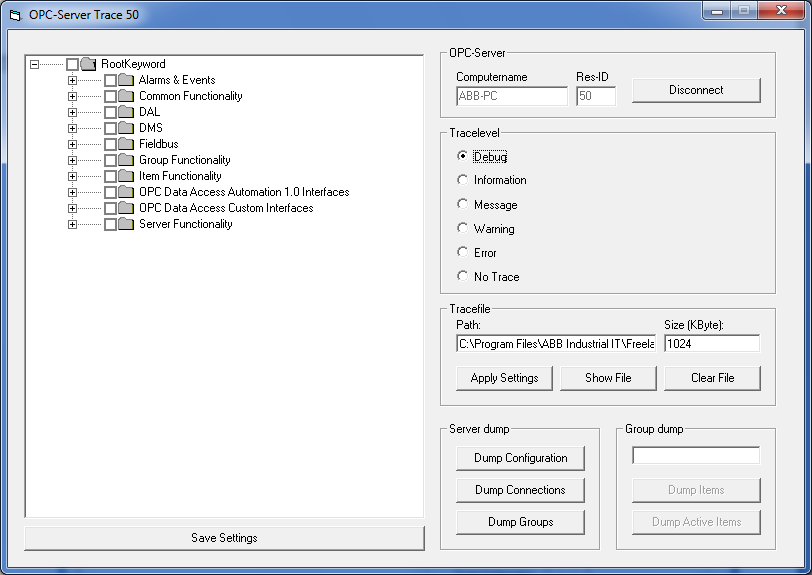 OPC-Server Trace 50
RootKeyword
Alarms & Events
Common Functionality
DAL
DMS
Fieldbus
Group Functionality
Item Functionality
OPC Data Access Automation 1.0 Interfaces
OPC Data Access Custom Interfaces
Server Functionality
Save Settings
OPC-Server
Computername Res-ID
ABB-PC 50 Disconnect
Tracelevel
Debug
Information
Message
Warning
Error
No Trace
Tracefile
Path: Size (KByte):
C:\Program Files\ABB Industrial IT\Freela 1024
Apply Settings Show File Clear File
Server dump
Dump Configuration
Dump Connections
Dump Groups
Group dump
Dump Items
Dump Active Items